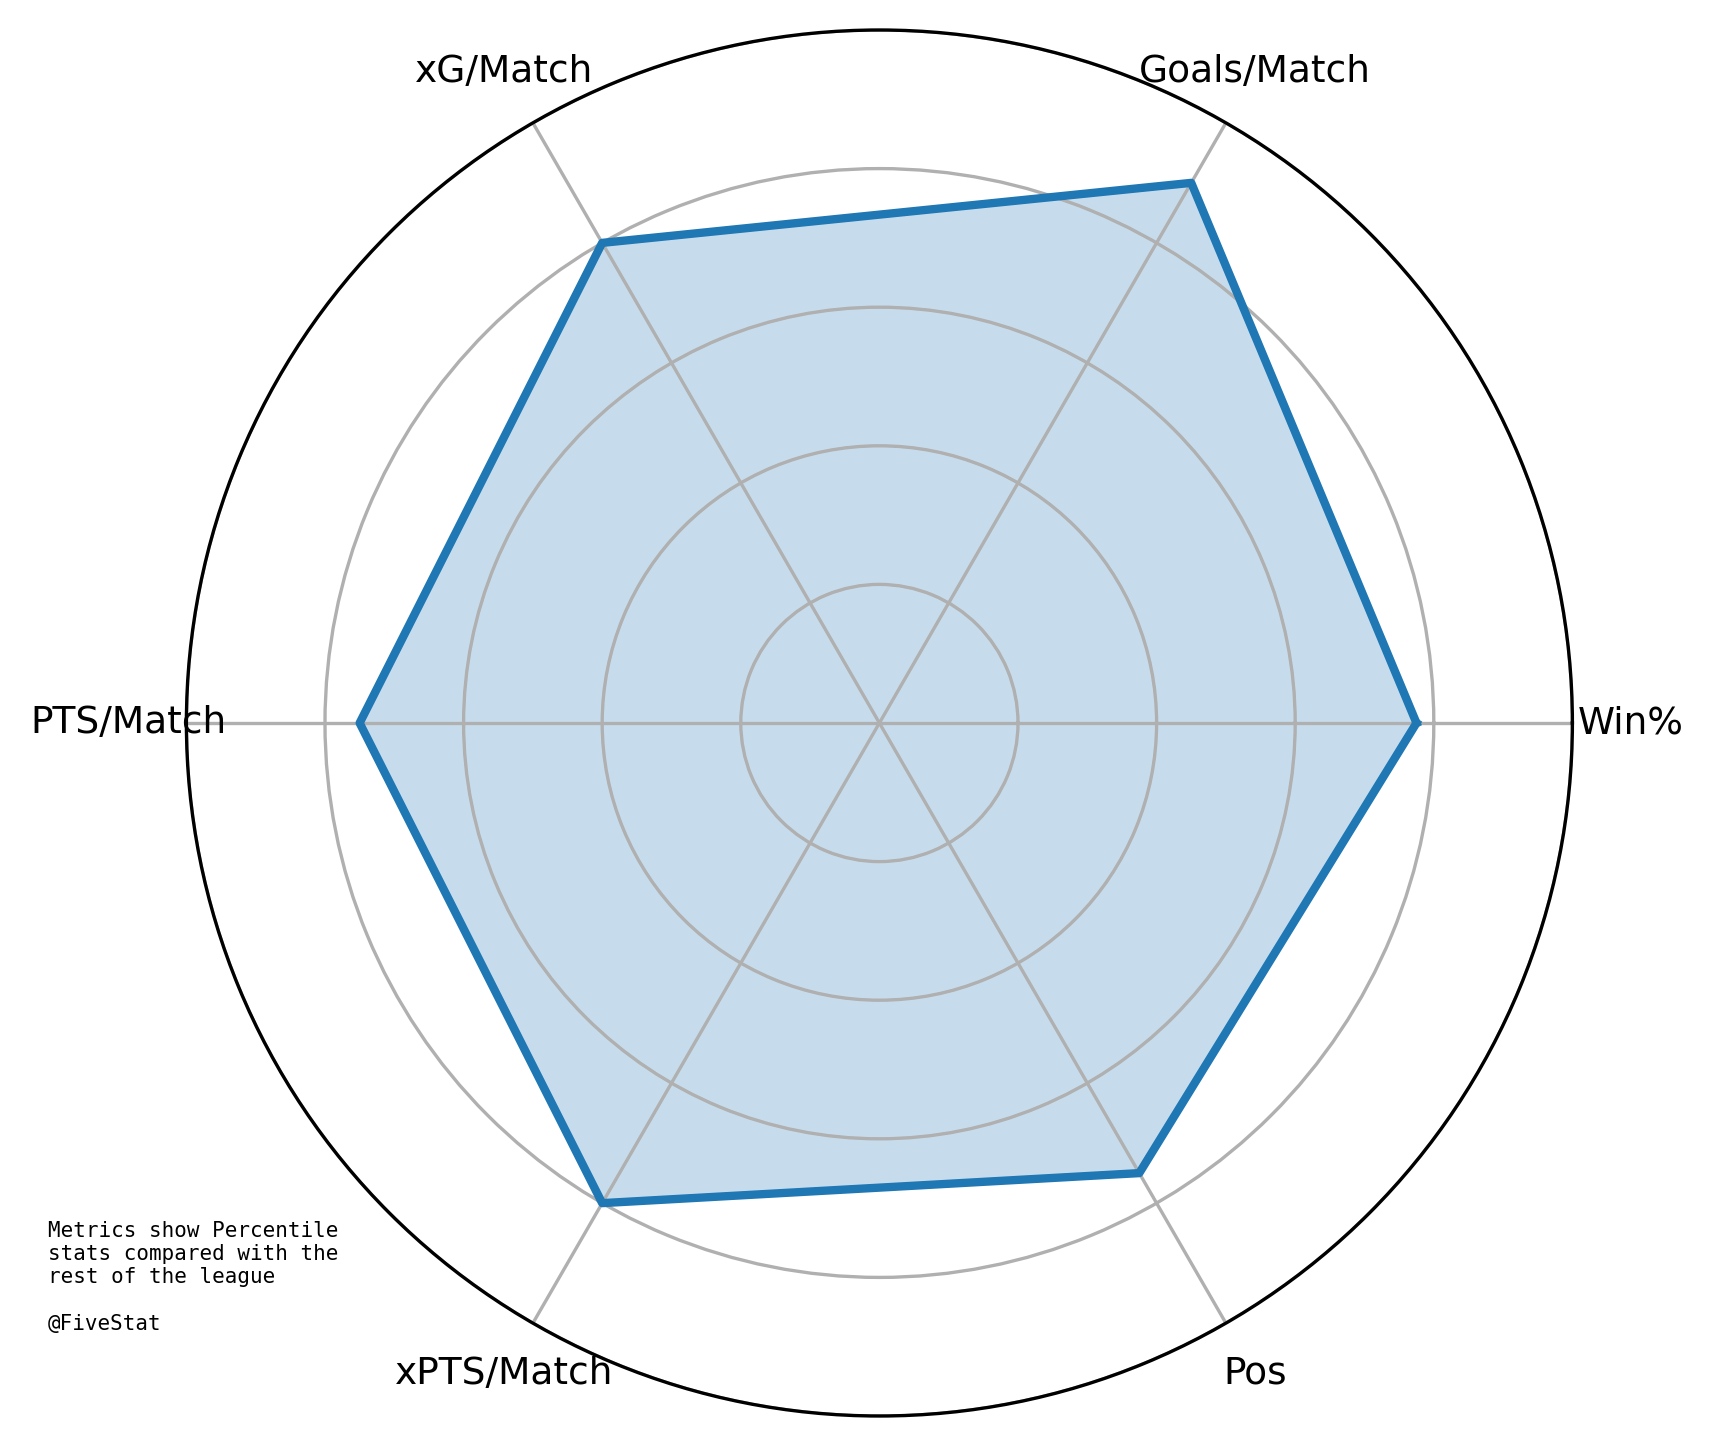 xG/Match
Goals/Match
PTS/Match
Win%
Metrics show Percentile
stats compared with the
rest of the league
@FiveStat
xPTS/Match
Pos